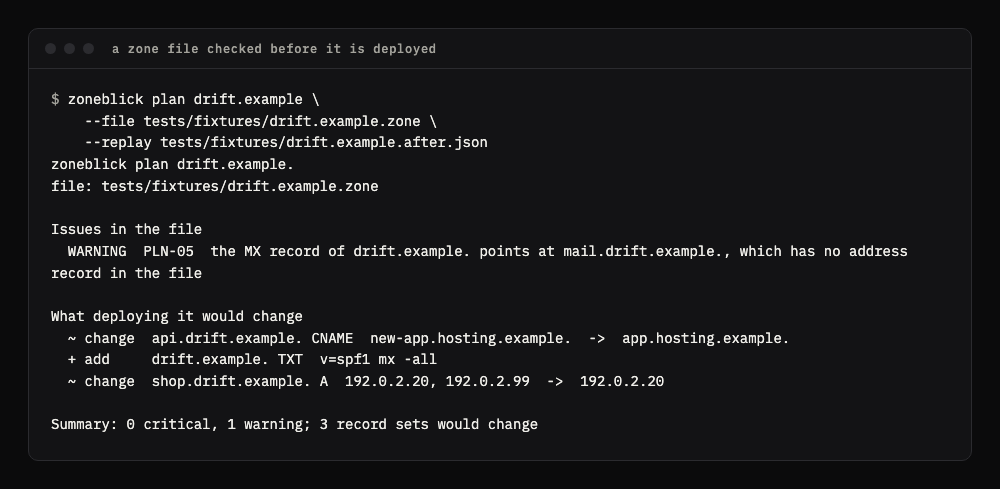 a zone file checked before it is deployed
$ zoneblick plan drift.example \
    --file tests/fixtures/drift.example.zone \
    --replay tests/fixtures/drift.example.after.json
zoneblick plan drift.example.
file: tests/fixtures/drift.example.zone

Issues in the file
  WARNING  PLN-05  the MX record of drift.example. points at mail.drift.example., which has no address
record in the file

What deploying it would change
  ~ change  api.drift.example. CNAME  new-app.hosting.example.  ->  app.hosting.example.
  + add     drift.example. TXT  v=spf1 mx -all
  ~ change  shop.drift.example. A  192.0.2.20, 192.0.2.99  ->  192.0.2.20

Summary: 0 critical, 1 warning; 3 record sets would change